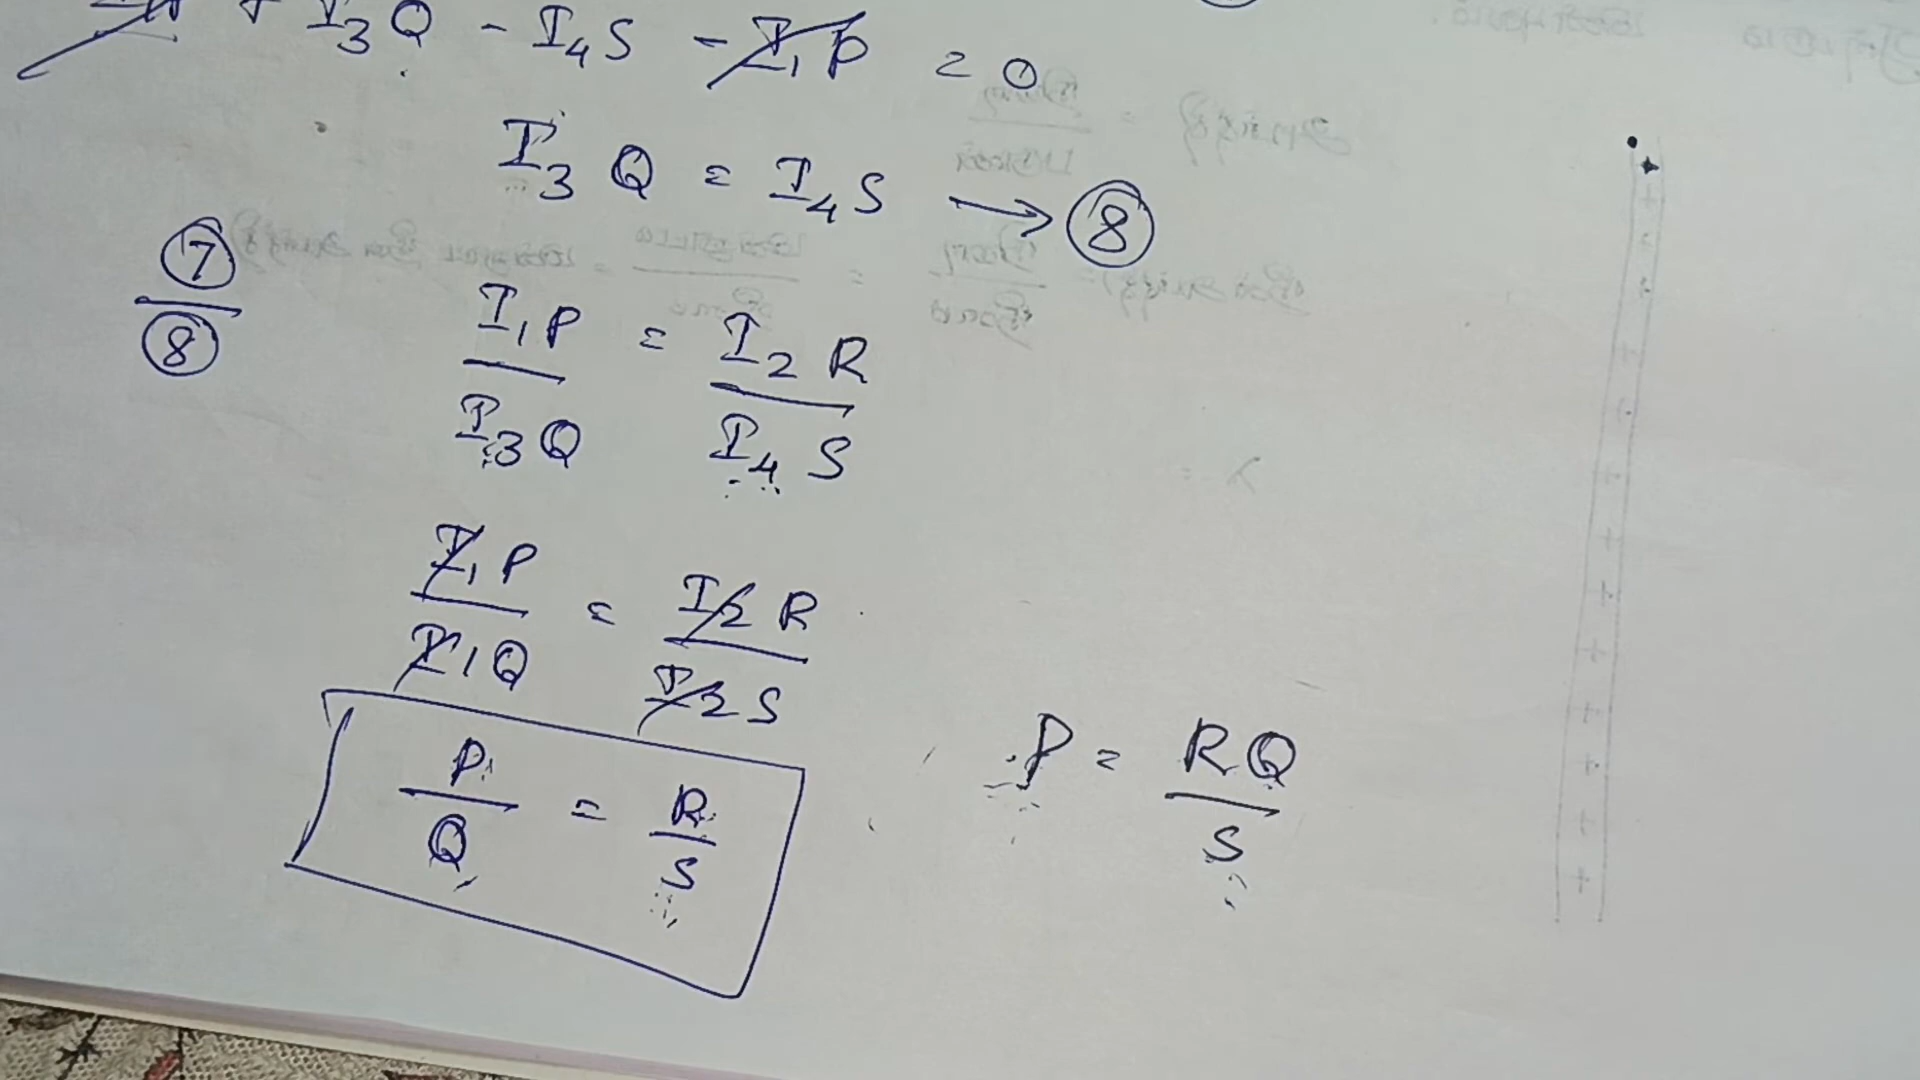 + I₃Q - I₄S - I₁P = 0
I₃Q = I₄S → ⑧
⑦/⑧ I₁P/I₃Q = I₂R/I₄S
I₁P/I₁Q = I₂R/I₂S
P/Q = R/S
P = RQ/S